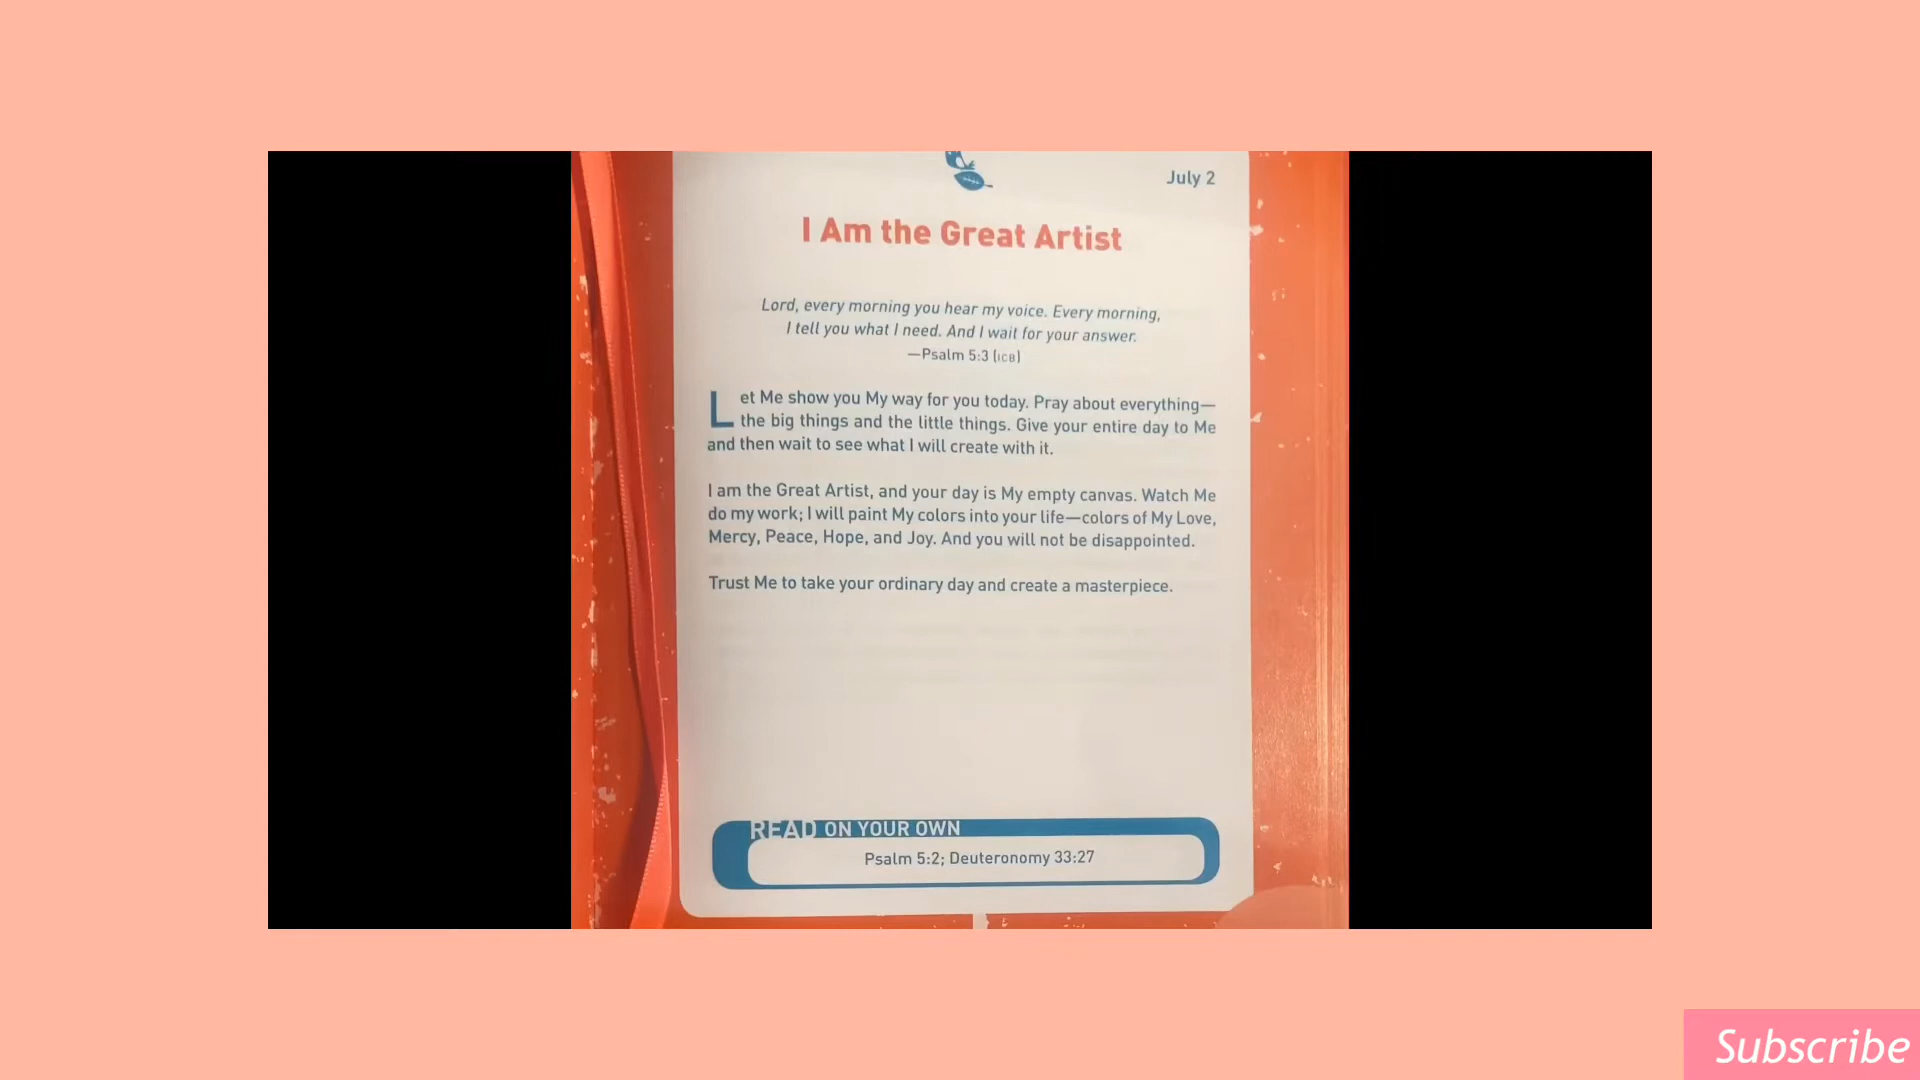 July 2
I Am the Great Artist
Lord, every morning you hear my voice. Every morning,
I tell you what I need. And I wait for your answer.
—Psalm 5:3 (ICB)
Let Me show you My way for you today. Pray about everything—
the big things and the little things. Give your entire day to Me
and then wait to see what I will create with it.
I am the Great Artist, and your day is My empty canvas. Watch Me
do my work; I will paint My colors into your life—colors of My Love,
Mercy, Peace, Hope, and Joy. And you will not be disappointed.
Trust Me to take your ordinary day and create a masterpiece.
READ ON YOUR OWN
Psalm 5:2; Deuteronomy 33:27
Subscribe